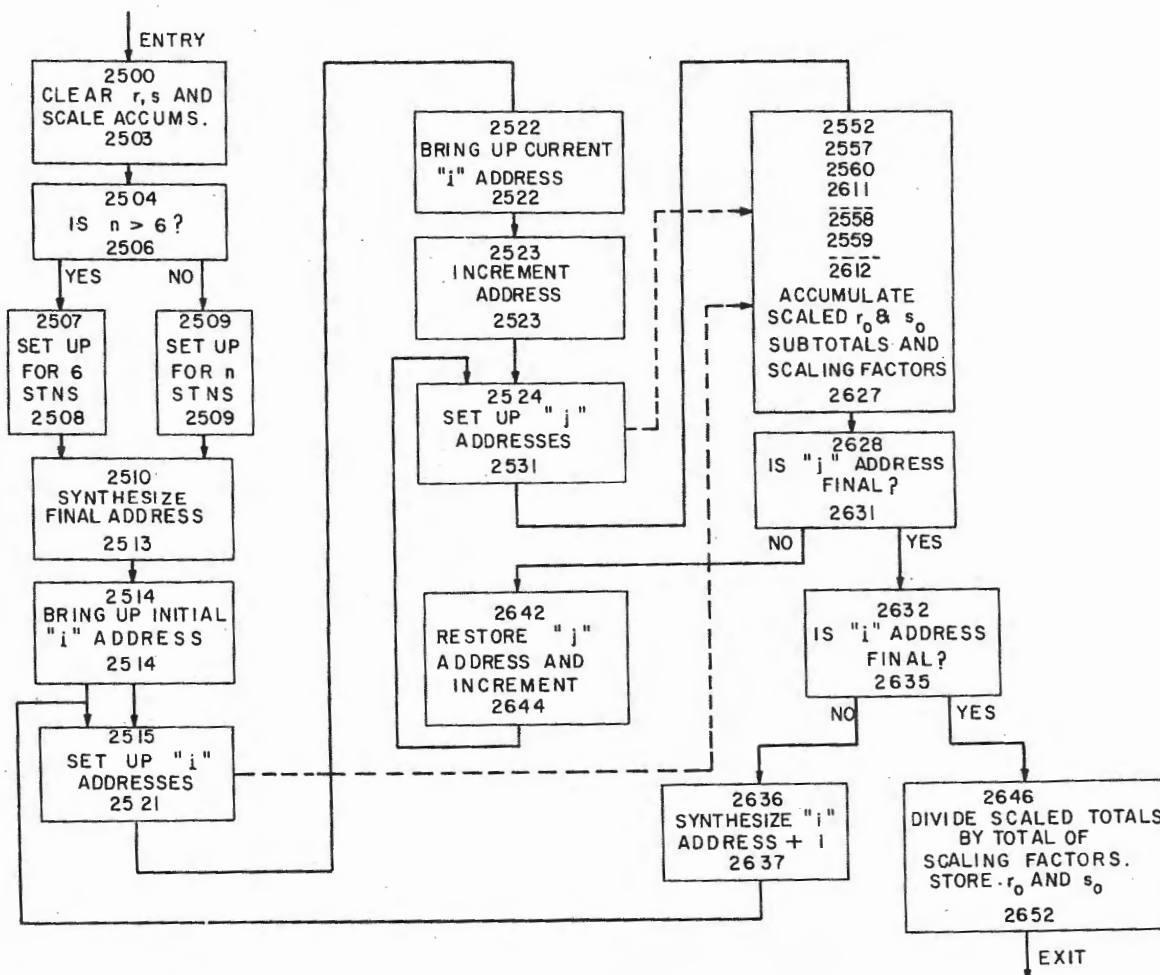 ENTRY
2500
CLEAR r,s AND
SCALE ACCUMS.
2503
2504
IS n > 6?
2506
YES
NO
2507
SET UP
FOR 6
STNS
2508
2509
SET UP
FOR n
STNS
2509
2510
SYNTHESIZE
FINAL ADDRESS
2513
2514
BRING UP INITIAL
"i" ADDRESS
2514
2515
SET UP "i"
ADDRESSES
2521
2522
BRING UP CURRENT
"i" ADDRESS
2522
2523
INCREMENT
ADDRESS
2523
2524
SET UP "j"
ADDRESSES
2531
2552
2557
2560
2611
2558
2559
2612
ACCUMULATE
SCALED r₀ & s₀
SUBTOTALS AND
SCALING FACTORS
2627
2628
IS "j" ADDRESS
FINAL?
2631
NO
YES
2642
RESTORE "j"
ADDRESS AND
INCREMENT
2644
2632
IS "i" ADDRESS
FINAL?
2635
NO
YES
2636
SYNTHESIZE "i"
ADDRESS + 1
2637
2646
DIVIDE SCALED TOTALS
BY TOTAL OF
SCALING FACTORS.
STORE r₀ AND s₀
2652
EXIT